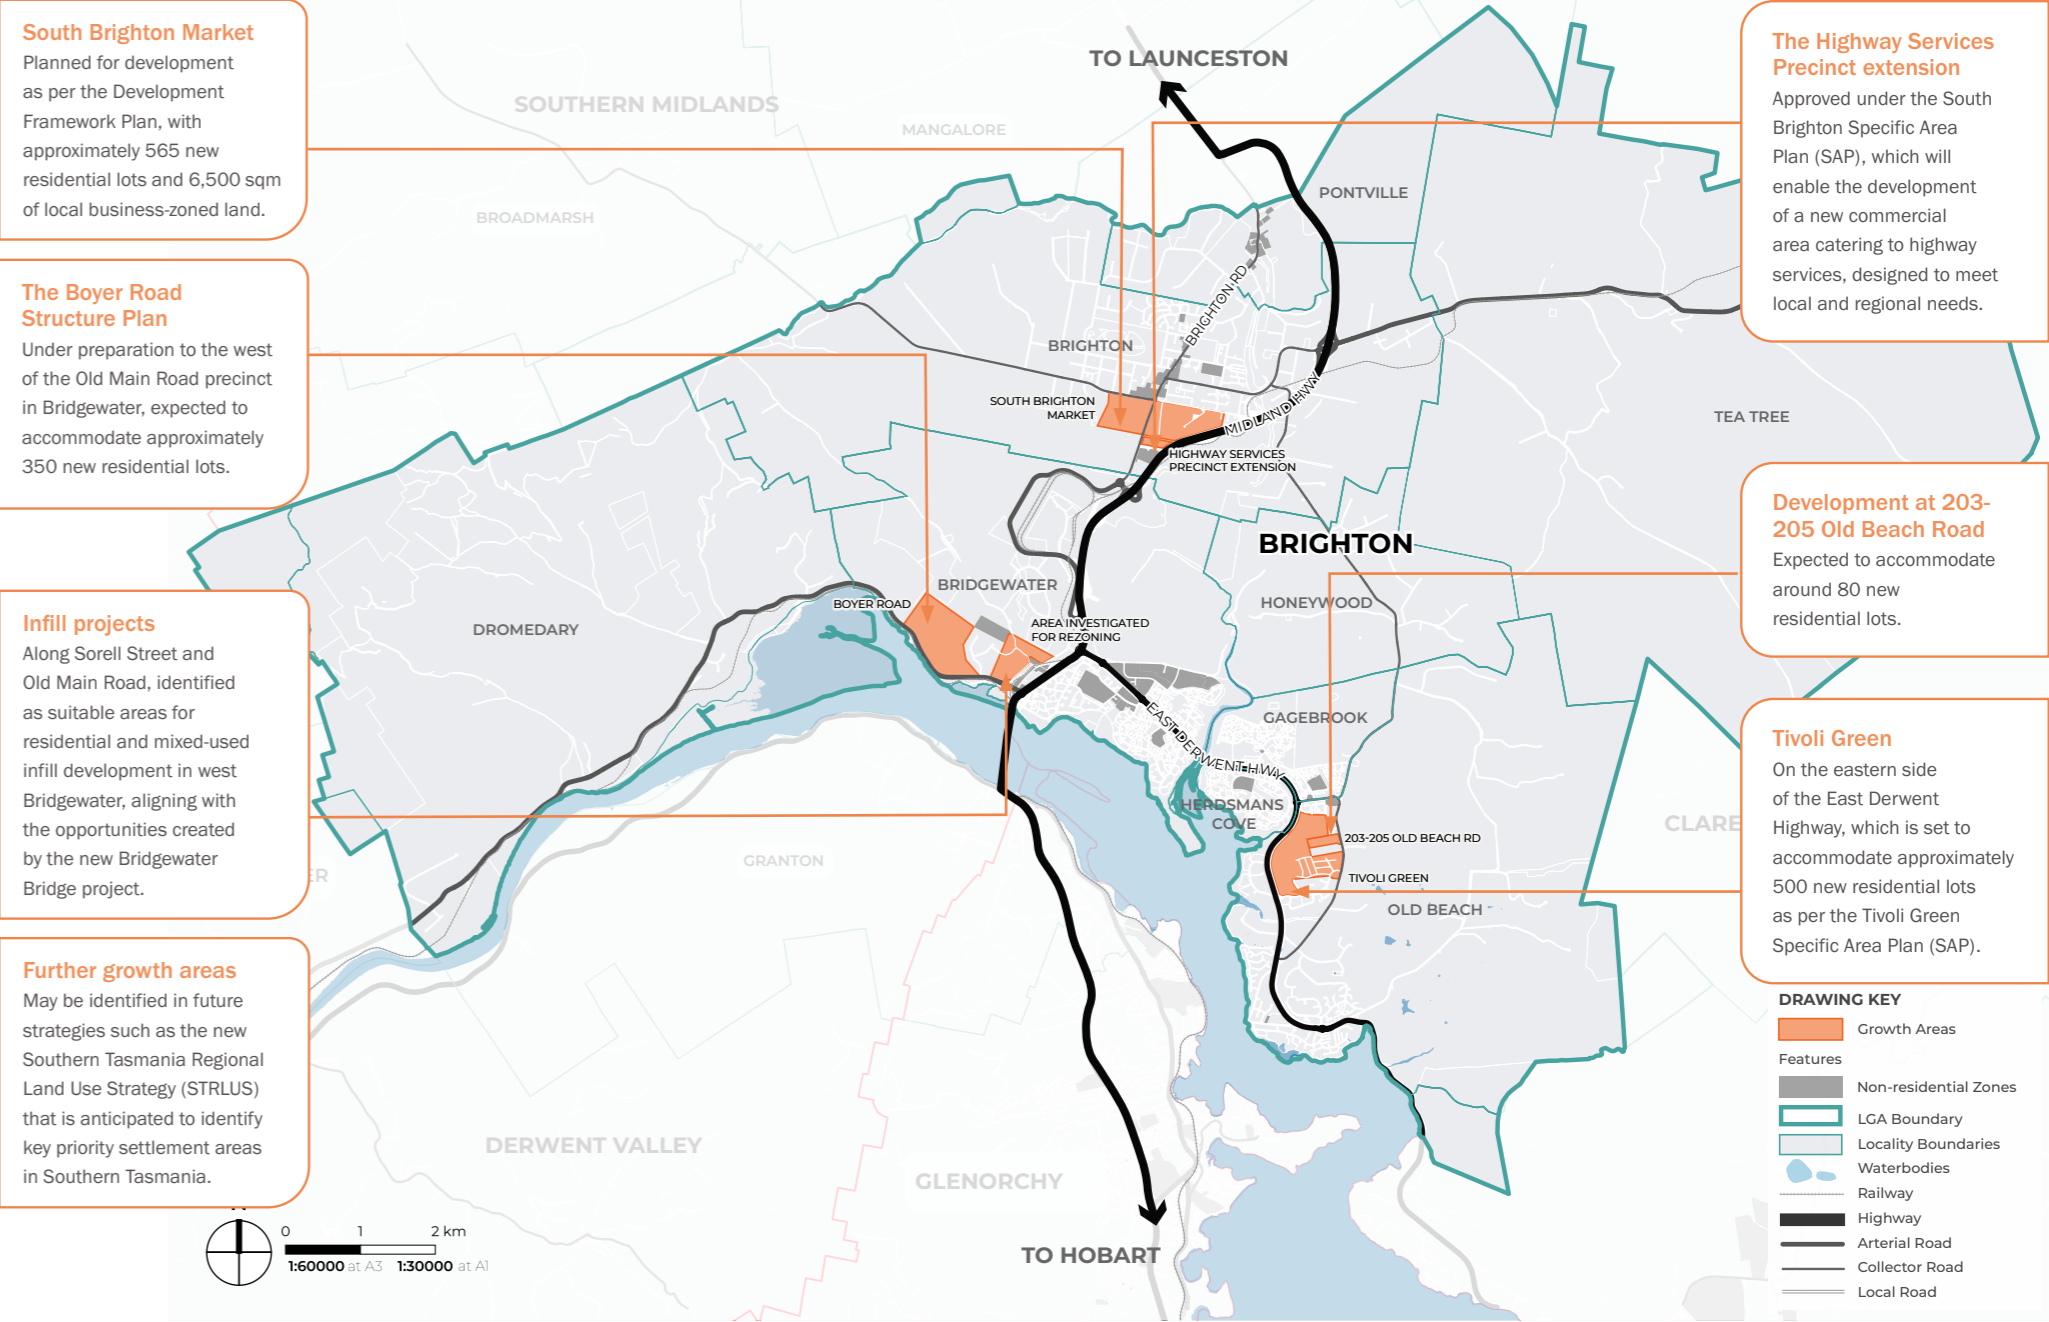 South Brighton Market
Planned for development
as per the Development
Framework Plan, with
approximately 565 new
residential lots and 6,500 sqm
of local business-zoned land.
The Boyer Road
Structure Plan
Under preparation to the west
of the Old Main Road precinct
in Bridgewater, expected to
accommodate approximately
350 new residential lots.
Infill projects
Along Sorell Street and
Old Main Road, identified
as suitable areas for
residential and mixed-used
infill development in west
Bridgewater, aligning with
the opportunities created
by the new Bridgewater
Bridge project.
Further growth areas
May be identified in future
strategies such as the new
Southern Tasmania Regional
Land Use Strategy (STRLUS)
that is anticipated to identify
key priority settlement areas
in Southern Tasmania.
0 1 2 km
1:60000 at A3 1:30000 at A1
TO LAUNCESTON
SOUTHERN MIDLANDS
MANGALORE
BROADMARSH
PONTVILLE
BRIGHTON RD
BRIGHTON
SOUTH BRIGHTON
MARKET
MIDLAND HWY
TEA TREE
HIGHWAY SERVICES
PRECINCT EXTENSION
BRIGHTON
BRIDGEWATER
BOYER ROAD
HONEYWOOD
DROMEDARY
AREA INVESTIGATED
FOR REZONING
EAST DERWENT HWY
GAGEBROOK
HERDSMANS
COVE
CLARE
203-205 OLD BEACH RD
GRANTON
ER
TIVOLI GREEN
OLD BEACH
DERWENT VALLEY
GLENORCHY
TO HOBART
The Highway Services
Precinct extension
Approved under the South
Brighton Specific Area
Plan (SAP), which will
enable the development
of a new commercial
area catering to highway
services, designed to meet
local and regional needs.
Development at 203-
205 Old Beach Road
Expected to accommodate
around 80 new
residential lots.
Tivoli Green
On the eastern side
of the East Derwent
Highway, which is set to
accommodate approximately
500 new residential lots
as per the Tivoli Green
Specific Area Plan (SAP).
DRAWING KEY
Growth Areas
Features
Non-residential Zones
LGA Boundary
Locality Boundaries
Waterbodies
Railway
Highway
Arterial Road
Collector Road
Local Road